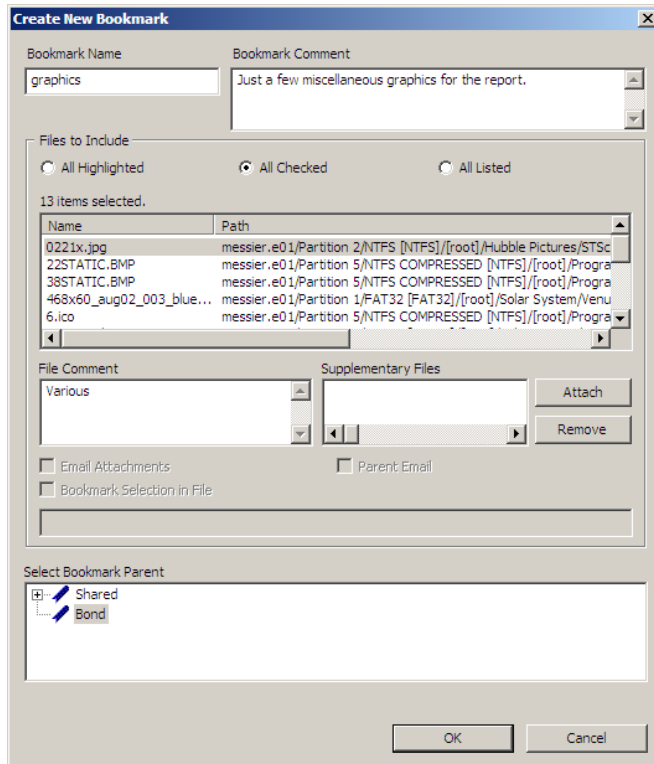 Create New Bookmark
Bookmark Name
Bookmark Comment
graphics
Just a few miscellaneous graphics for the report.
Files to Include
All Highlighted
All Checked
All Listed
13 items selected.
Name
Path
0221x.jpg
messier.e01/Partition 2/NTFS [NTFS]/[root]/Hubble Pictures/STSc
22STATIC.BMP
messier.e01/Partition 5/NTFS COMPRESSED [NTFS]/[root]/Progra
38STATIC.BMP
messier.e01/Partition 5/NTFS COMPRESSED [NTFS]/[root]/Progra
468x60_aug02_003_blue...
messier.e01/Partition 1/FAT32 [FAT32]/[root]/Solar System/Venu
6.ico
messier.e01/Partition 5/NTFS COMPRESSED [NTFS]/[root]/Progra
File Comment
Supplementary Files
Various
Attach
Remove
Email Attachments
Parent Email
Bookmark Selection in File
Select Bookmark Parent
Shared
Bond
OK
Cancel